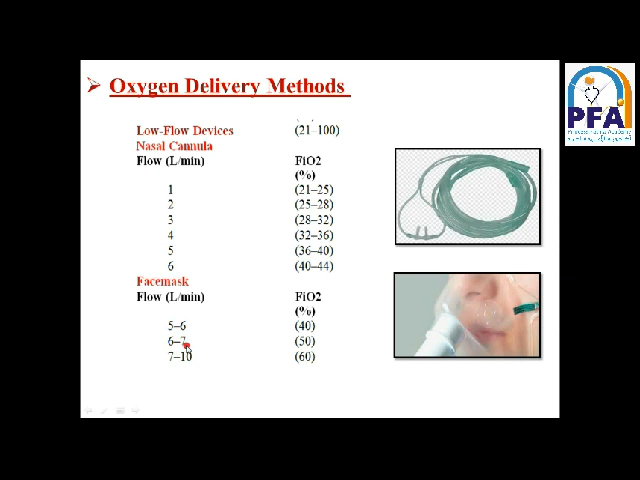 Oxygen Delivery Methods
Low-Flow Devices (21–100)
Nasal Cannula
Flow (L/min) FiO2
(%)
1 (21–25)
2 (25–28)
3 (28–32)
4 (32–36)
5 (36–40)
6 (40–44)
Facemask
Flow (L/min) FiO2
(%)
5–6 (40)
6–7 (50)
7–10 (60)
PFA